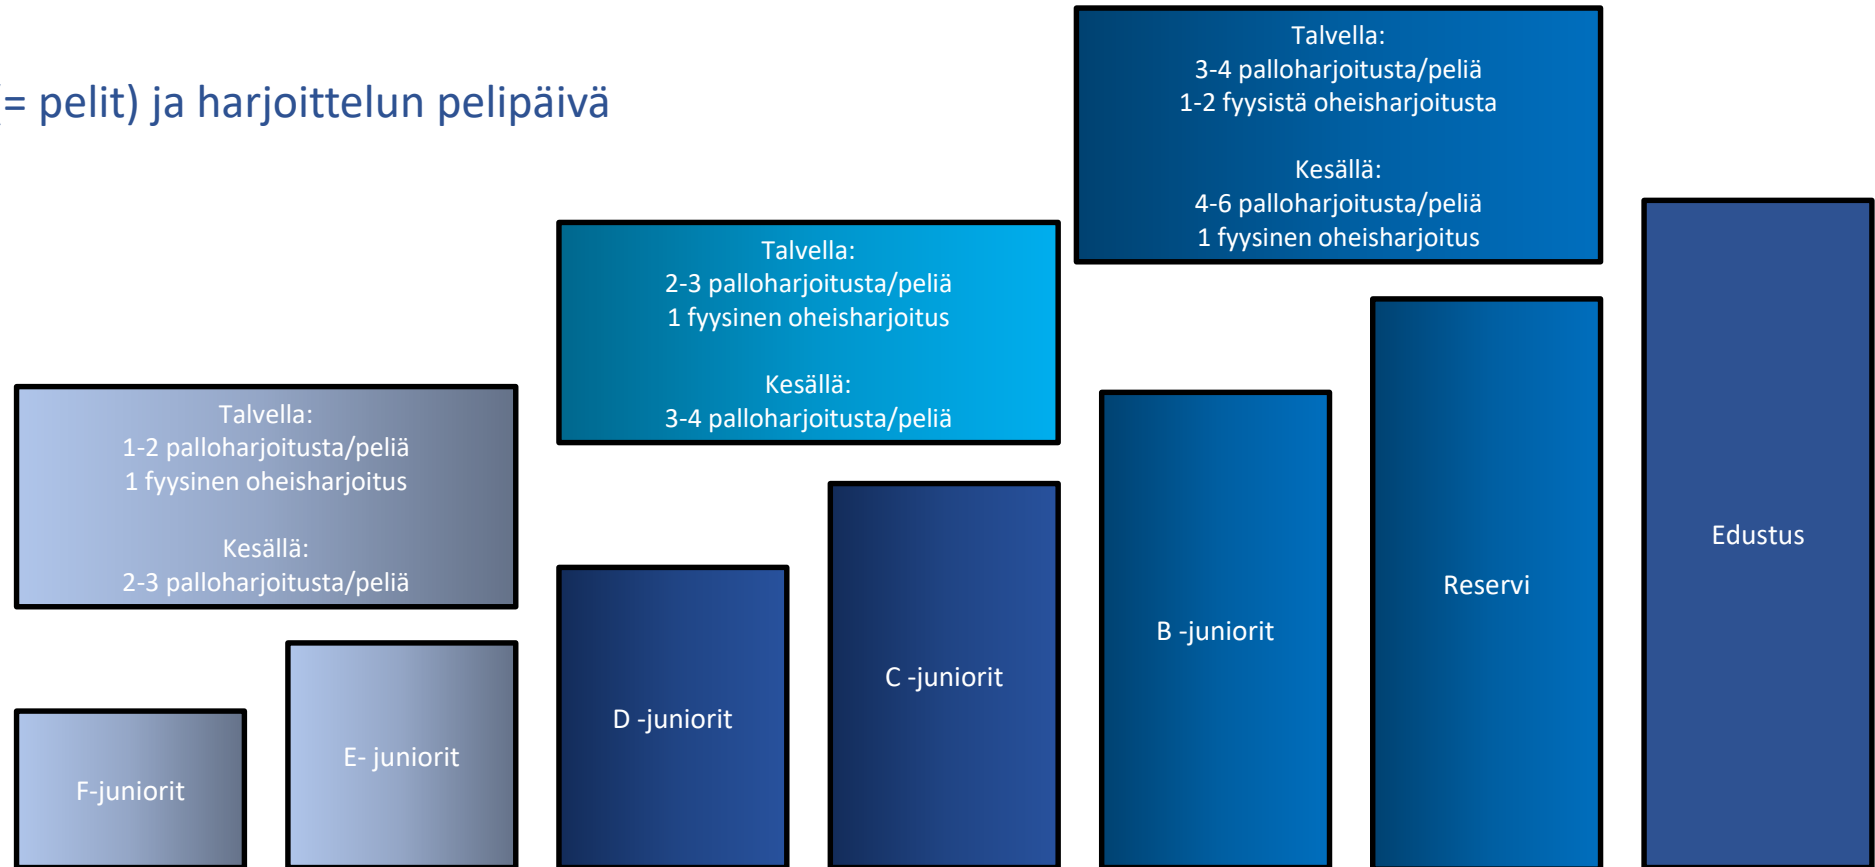 (= pelit) ja harjoittelun pelipäivä
Talvella:
3-4 palloharjoitusta/peliä
1-2 fyysistä oheisharjoitusta
Kesällä:
4-6 palloharjoitusta/peliä
1 fyysinen oheisharjoitus
Talvella:
2-3 palloharjoitusta/peliä
1 fyysinen oheisharjoitus
Kesällä:
3-4 palloharjoitusta/peliä
Talvella:
1-2 palloharjoitusta/peliä
1 fyysinen oheisharjoitus
Kesällä:
2-3 palloharjoitusta/peliä
F-juniorit
E- juniorit
D -juniorit
C -juniorit
B -juniorit
Reservi
Edustus